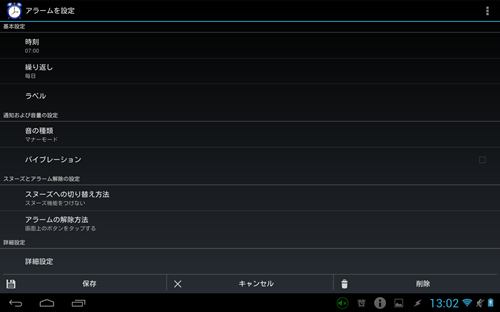 アラームを設定
基本設定
時刻
07:00
繰り返し
毎日
ラベル
通知および音量の設定
音の種類
マナーモード
バイブレーション
スヌーズとアラーム解除の設定
スヌーズへの切り替え方法
スヌーズ機能をつけない
アラームの解除方法
画面上のボタンをタップする
詳細設定
詳細設定
保存
キャンセル
削除
13:02